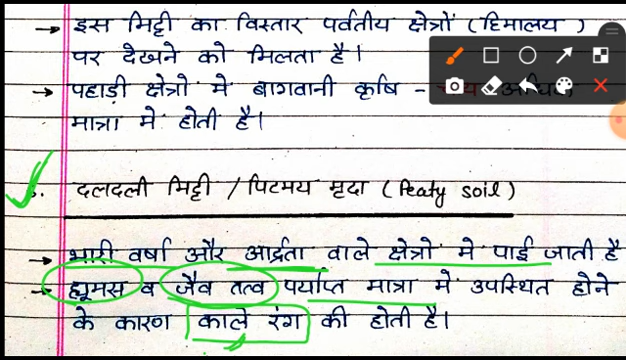 → इस मिट्टी का विस्तार पर्वतीय क्षेत्रों (हिमालय)
पर देखने को मिलता है।
→ पहाड़ी क्षेत्रों में बागवानी कृषि -
मात्रा में होती है।
दलदली मिट्टी / पिटमय मृदा (Peaty soil)
→ भारी वर्षा और आर्द्रता वाले क्षेत्रों में पाई जाती है
→ ह्यूमस व जैव तत्व पर्याप्त मात्रा में उपस्थित होने
के कारण काले रंग की होती है।